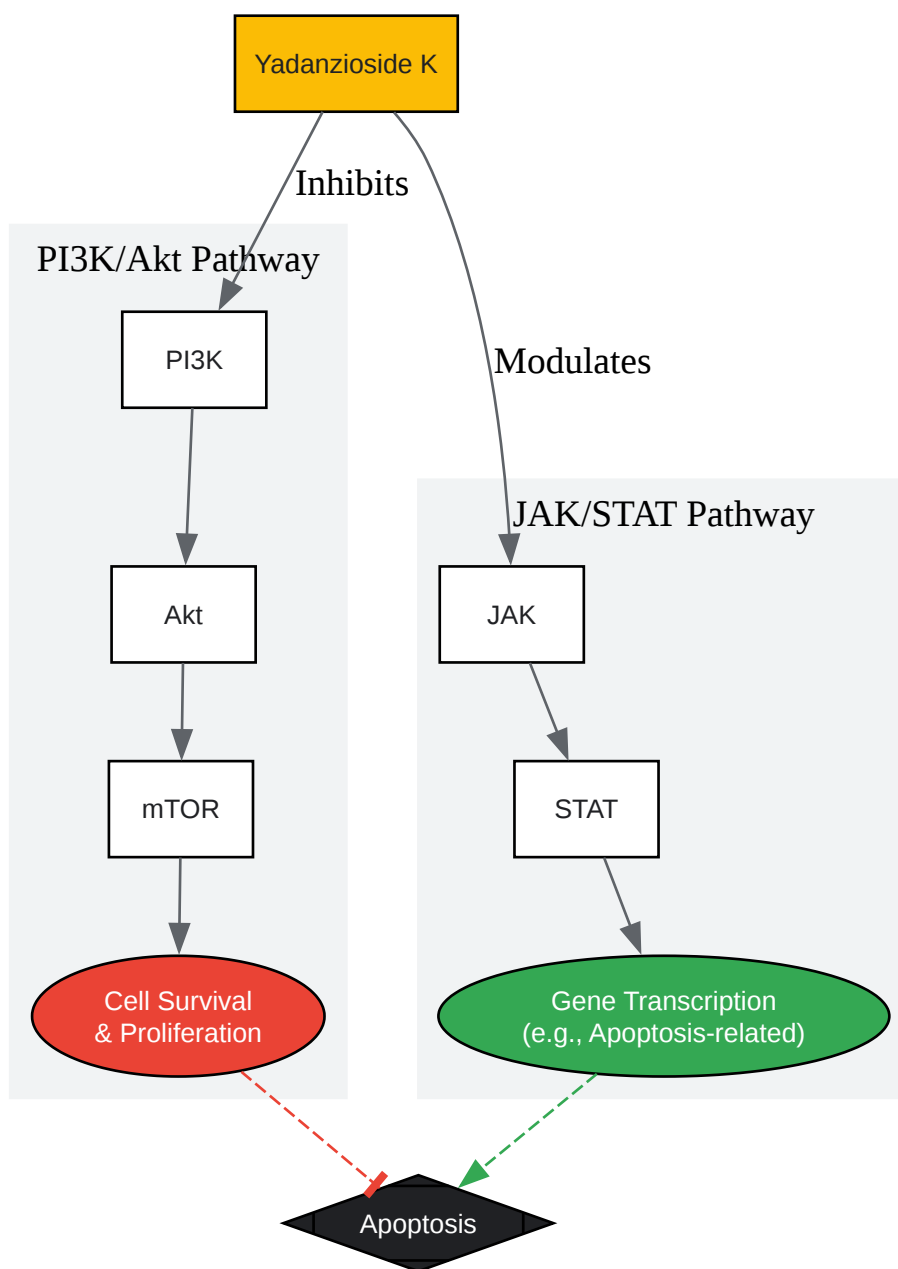 Yadanzioside K
Inhibits
PI3K/Akt Pathway
PI3K
Modulates
JAK/STAT Pathway
Akt
JAK
mTOR
STAT
Cell Survival
& Proliferation
Gene Transcription
(e.g., Apoptosis-related)
Apoptosis